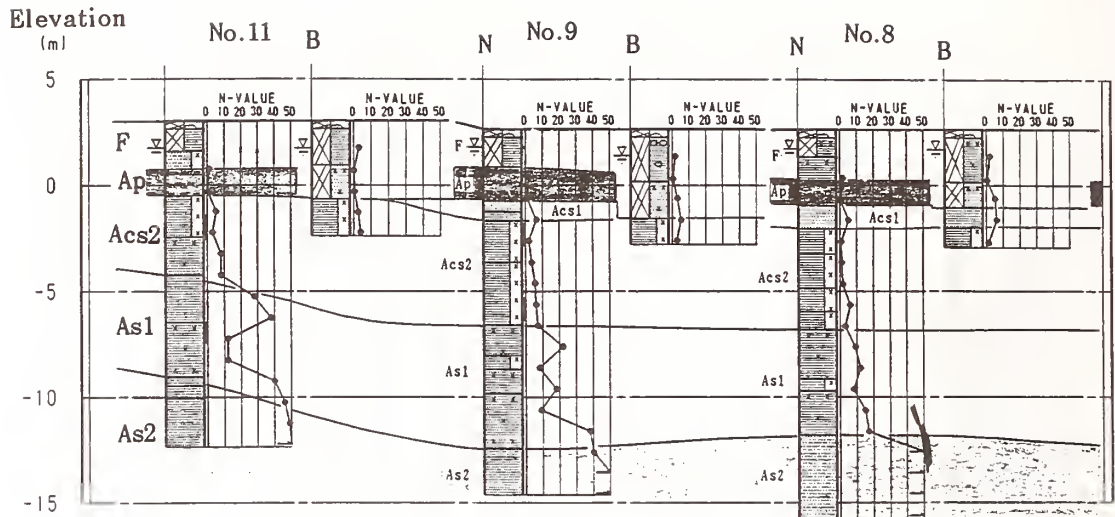 Elevation
(m)
No.11 B N No.9 B N No.8 B
5
N-VALUE N-VALUE N-VALUE N-VALUE N-VALUE N-VALUE
0 10 20 30 40 50 0 10 20 30 40 50 0 10 20 30 40 50 0 10 20 30 40 50 0 10 20 30 40 50 0 10 20 30 40 50
F F F
0 Ap Ap Ap
Acs1 Acs1
Acs2 Acs2 Acs2
-5
As1 As1 As1
-10
As2 As2 As2
-15